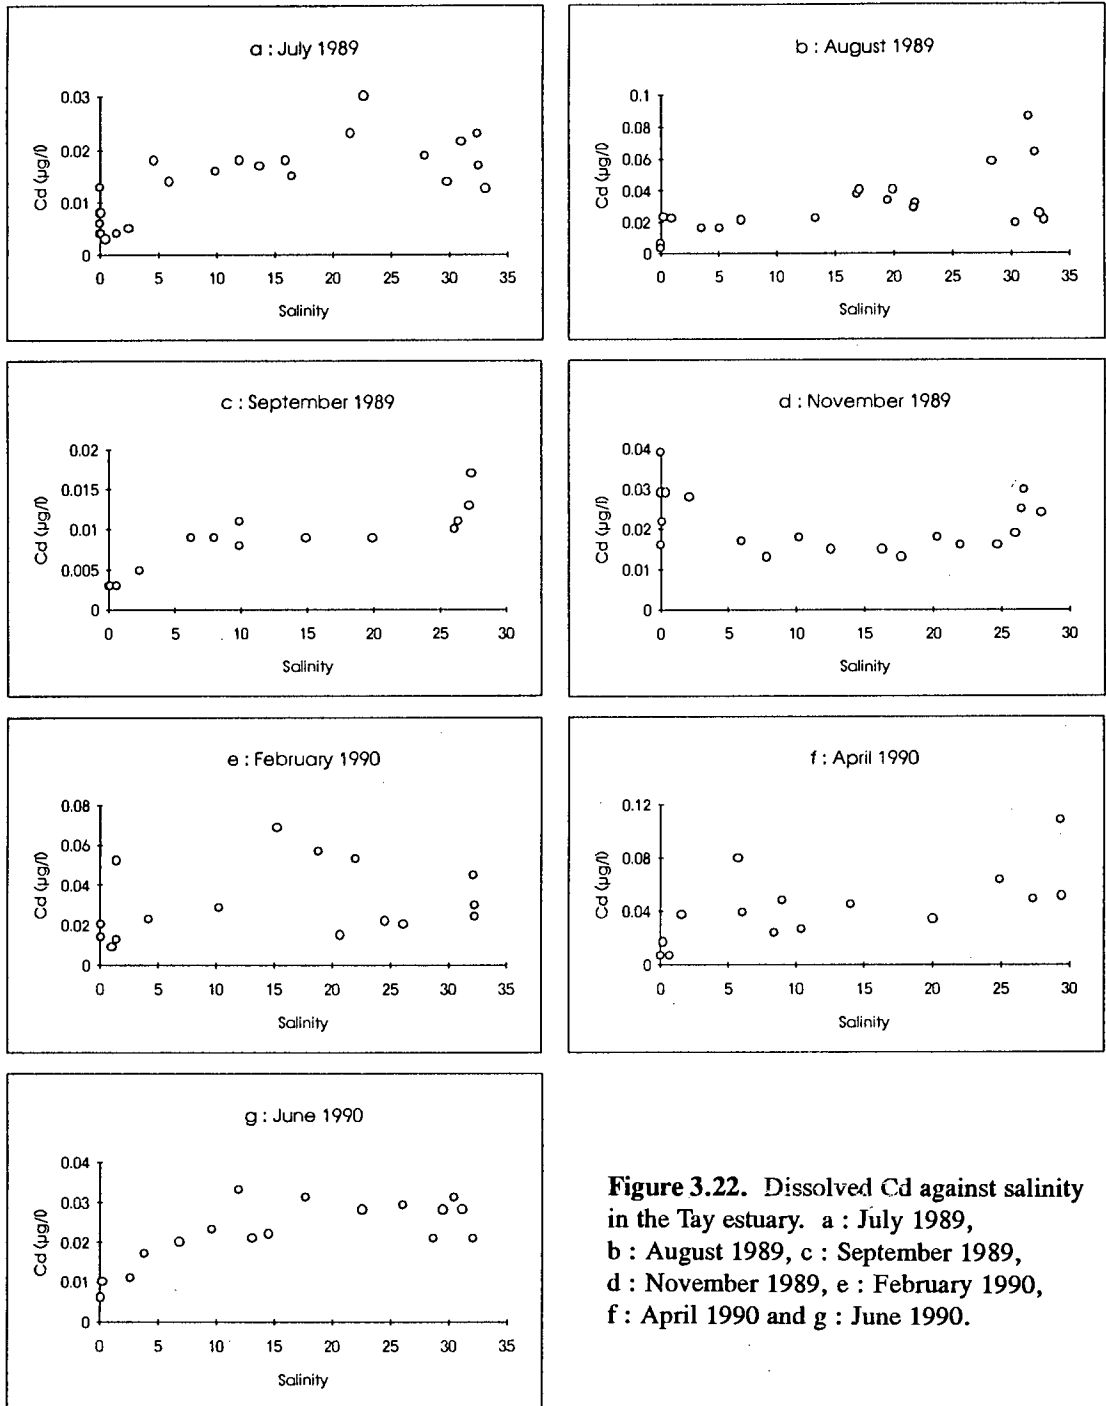 a : July 1989
Cd (µg/l)
0.03
0.02
0.01
0
0 5 10 15 20 25 30 35
Salinity
b : August 1989
Cd (µg/l)
0.1
0.08
0.06
0.04
0.02
0
0 5 10 15 20 25 30 35
Salinity
c : September 1989
Cd (µg/l)
0.02
0.015
0.01
0.005
0
0 5 10 15 20 25 30
Salinity
d : November 1989
Cd (µg/l)
0.04
0.03
0.02
0.01
0
0 5 10 15 20 25 30
Salinity
e : February 1990
Cd (µg/l)
0.08
0.06
0.04
0.02
0
0 5 10 15 20 25 30 35
Salinity
f : April 1990
Cd (µg/l)
0.12
0.08
0.04
0
0 5 10 15 20 25 30
Salinity
g : June 1990
Cd (µg/l)
0.04
0.03
0.02
0.01
0
0 5 10 15 20 25 30 35
Salinity
Figure 3.22. Dissolved Cd against salinity
in the Tay estuary. a : July 1989,
b : August 1989, c : September 1989,
d : November 1989, e : February 1990,
f : April 1990 and g : June 1990.